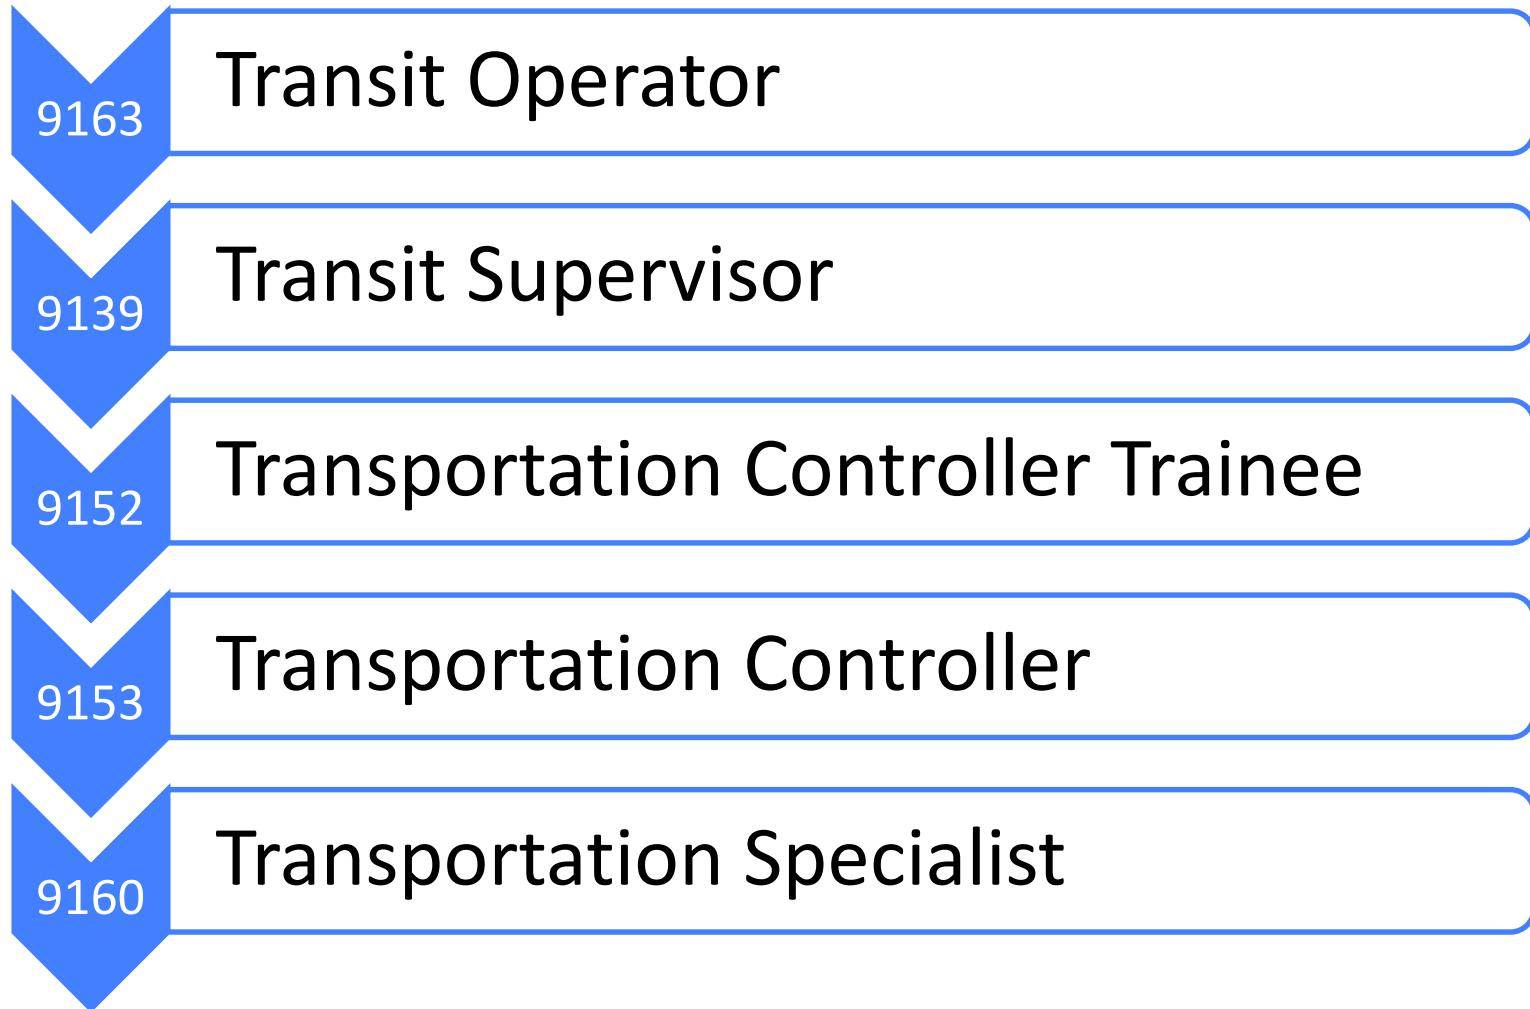 9163
Transit Operator
9139
Transit Supervisor
9152
Transportation Controller Trainee
9153
Transportation Controller
9160
Transportation Specialist